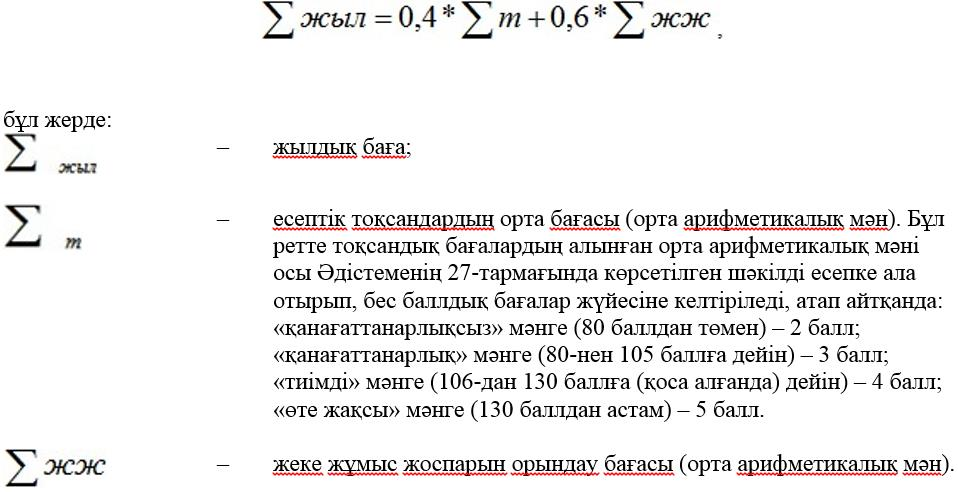 ∑ жыл = 0,4 * ∑ т + 0,6 * ∑ жж ,
бұл жерде:
∑ жыл – жылдық баға;
∑ т – есептік тоқсандардың орта бағасы (орта арифметикалық мән). Бұл
ретте тоқсандық бағалардың алынған орта арифметикалық мәні
осы Әдістеменің 27-тармағында көрсетілген шәкілді есепке ала
отырып, бес баллдық бағалар жүйесіне келтіріледі, атап айтқанда:
«қанағаттанарлықсыз» мәнге (80 баллдан төмен) – 2 балл;
«қанағаттанарлық» мәнге (80-нен 105 баллға дейін) – 3 балл;
«тиімді» мәнге (106-дан 130 баллға (қоса алғанда) дейін) – 4 балл;
«өте жақсы» мәнге (130 баллдан астам) – 5 балл.
∑ жж – жеке жұмыс жоспарын орындау бағасы (орта арифметикалық мән).